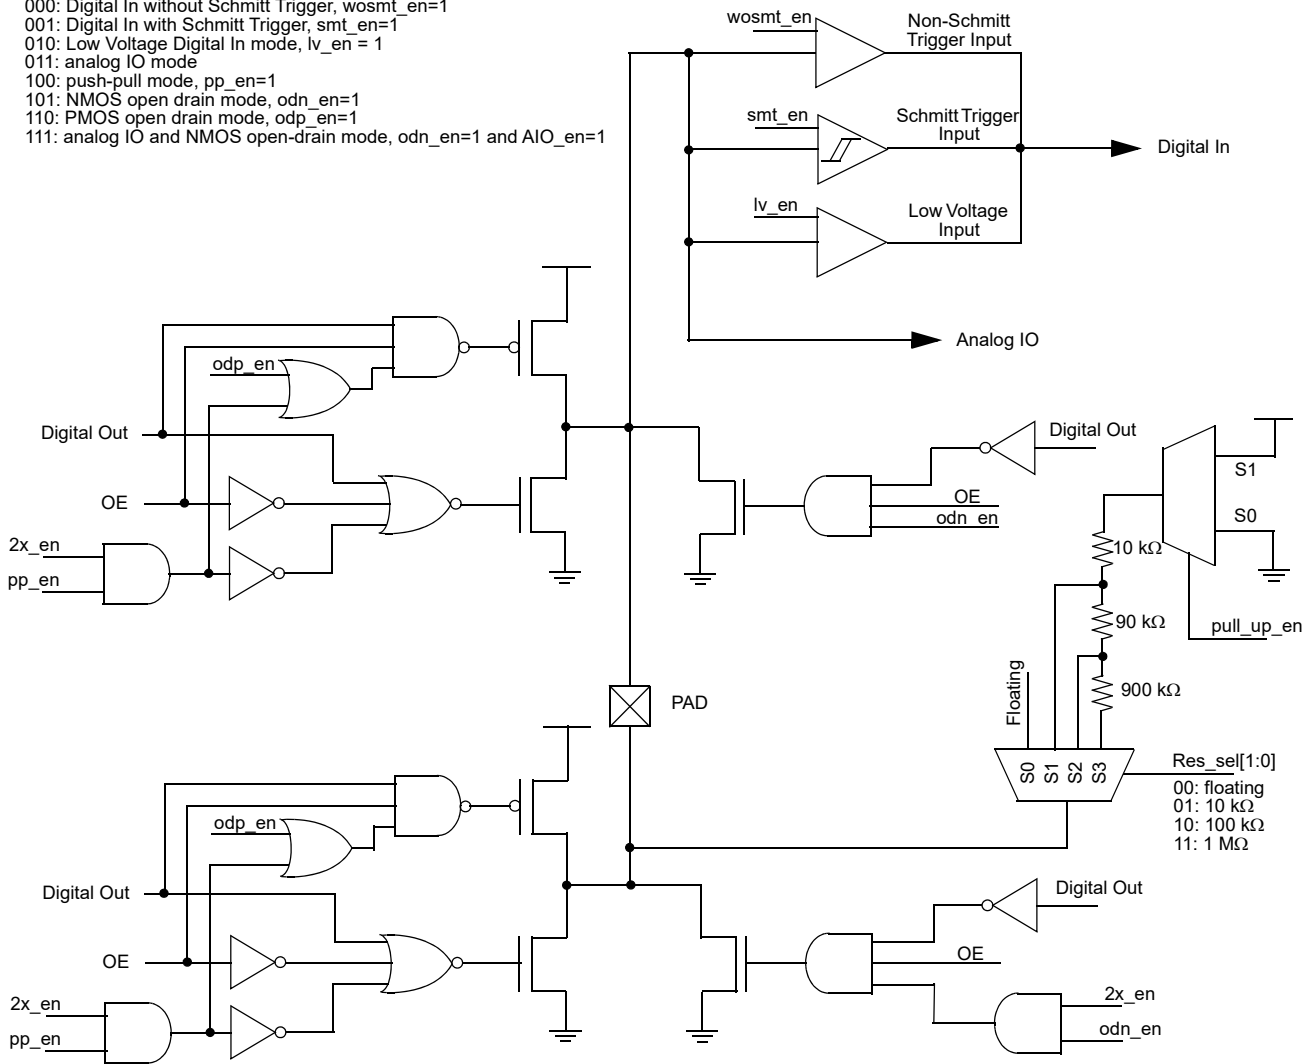 000: Digital In without Schmitt Trigger, wosmt_en=1
001: Digital In with Schmitt Trigger, smt_en=1
010: Low Voltage Digital In mode, lv_en = 1
011: analog IO mode
100: push-pull mode, pp_en=1
101: NMOS open drain mode, odn_en=1
110: PMOS open drain mode, odp_en=1
111: analog IO and NMOS open-drain mode, odn_en=1 and AIO_en=1
wosmt_en
Non-Schmitt
Trigger Input
smt_en
Schmitt Trigger
Input
Digital In
lv_en
Low Voltage
Input
Analog IO
odp_en
Digital Out
OE
2x_en
pp_en
Digital Out
OE
odn_en
S1
S0
10 kΩ
90 kΩ
pull_up_en
900 kΩ
Floating
PAD
S0
S1
S2
S3
Res_sel[1:0]
00: floating
01: 10 kΩ
10: 100 kΩ
11: 1 MΩ
odp_en
Digital Out
OE
2x_en
pp_en
Digital Out
OE
2x_en
odn_en